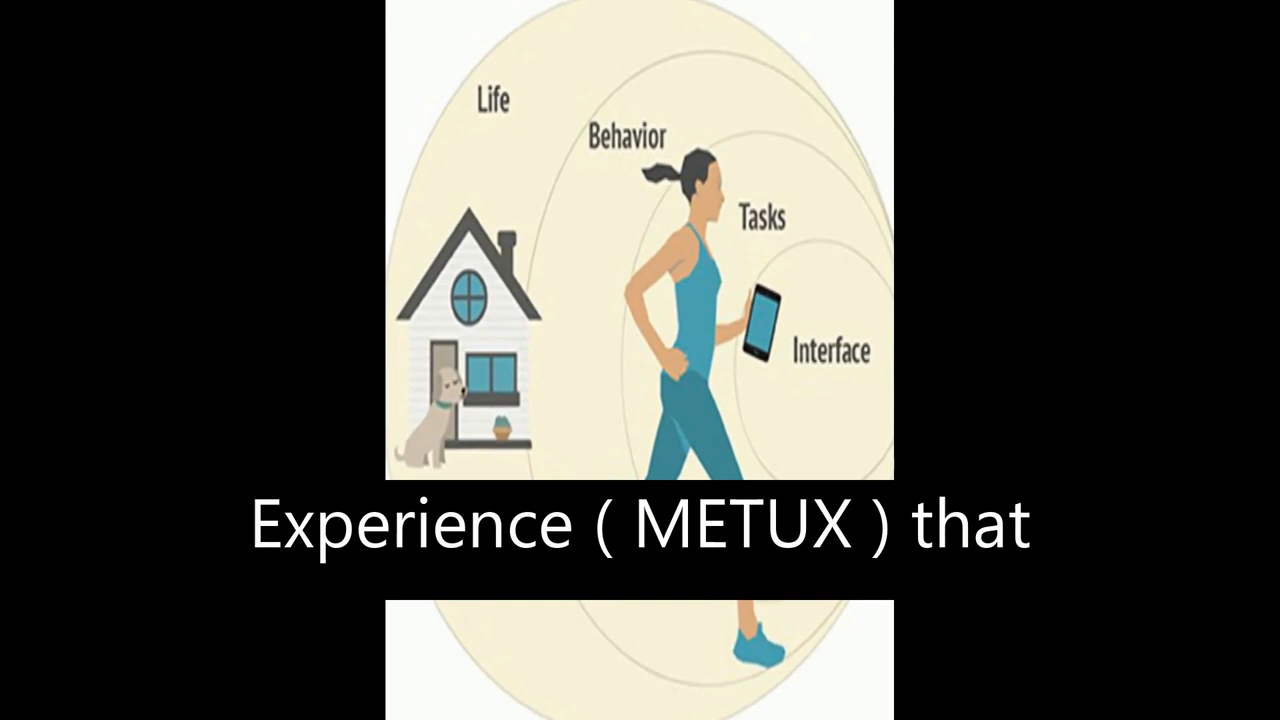 Life
Behavior
Tasks
Interface
Experience ( METUX ) that